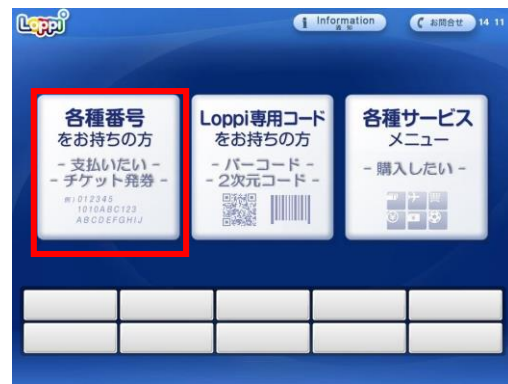 Loppi
Information
お問合せ 14 11
各種番号
をお持ちの方
- 支払いたい -
- チケット発券 -
例) 012345
1010ABC123
ABCDEFGHIJ
Loppi専用コード
をお持ちの方
- バーコード -
- 2次元コード -
各種サービス
メニュー
- 購入したい -